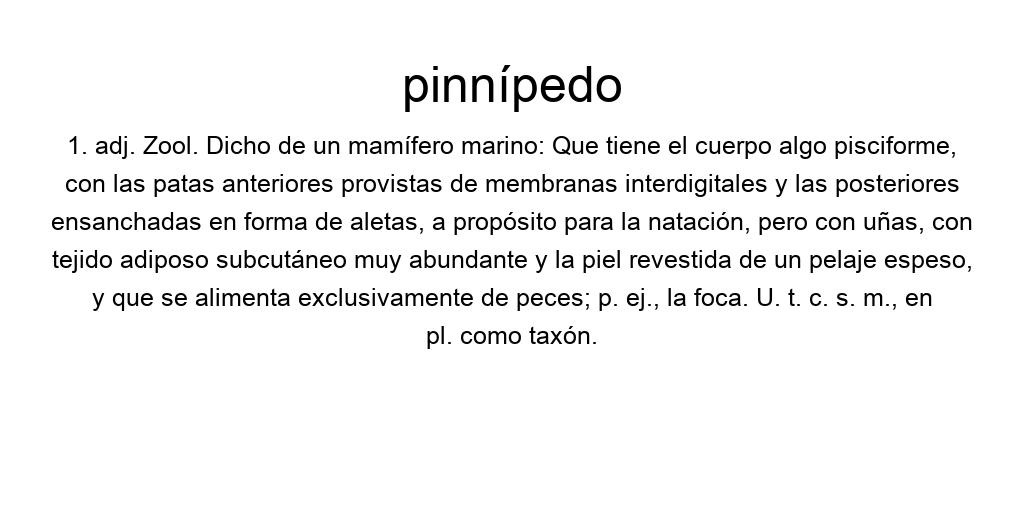 pinnípedo
1. adj. Zool. Dicho de un mamífero marino: Que tiene el cuerpo algo pisciforme,
con las patas anteriores provistas de membranas interdigitales y las posteriores
ensanchadas en forma de aletas, a propósito para la natación, pero con uñas, con
tejido adiposo subcutáneo muy abundante y la piel revestida de un pelaje espeso,
y que se alimenta exclusivamente de peces; p. ej., la foca. U. t. c. s. m., en
pl. como taxón.